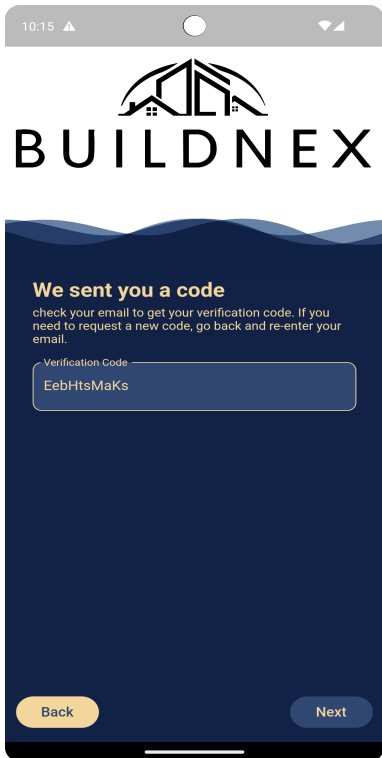 10:15
BUILDNEX
We sent you a code
check your email to get your verification code. If you
need to request a new code, go back and re-enter your
email.
Verification Code
EebHtsMaKs
Back
Next